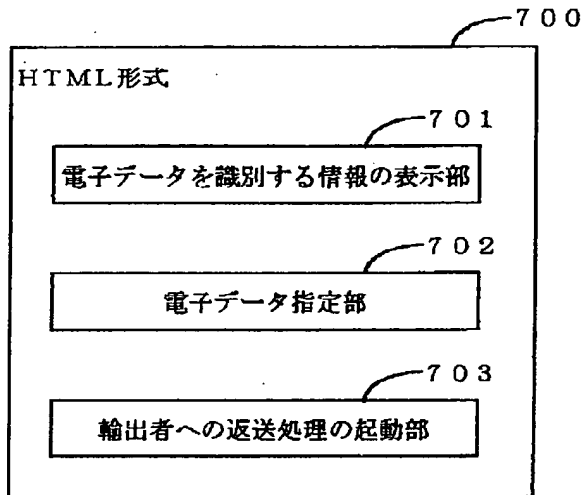 ７００
ＨＴＭＬ形式
７０１
電子データを識別する情報の表示部
７０２
電子データ指定部
７０３
輸出者への返送処理の起動部